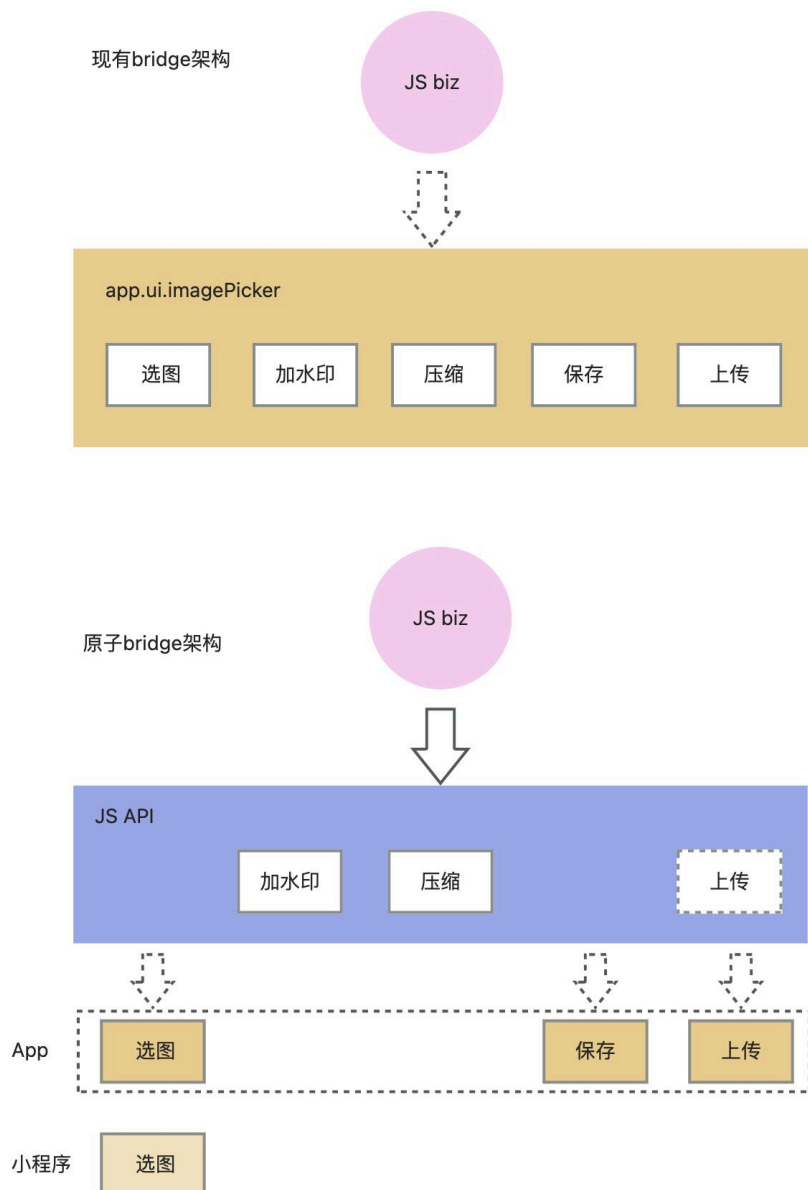 现有bridge架构
JS biz
app.ui.imagePicker
选图 加水印 压缩 保存 上传
JS biz
原子bridge架构
JS API
加水印 压缩 上传
App 选图 保存 上传
小程序 选图